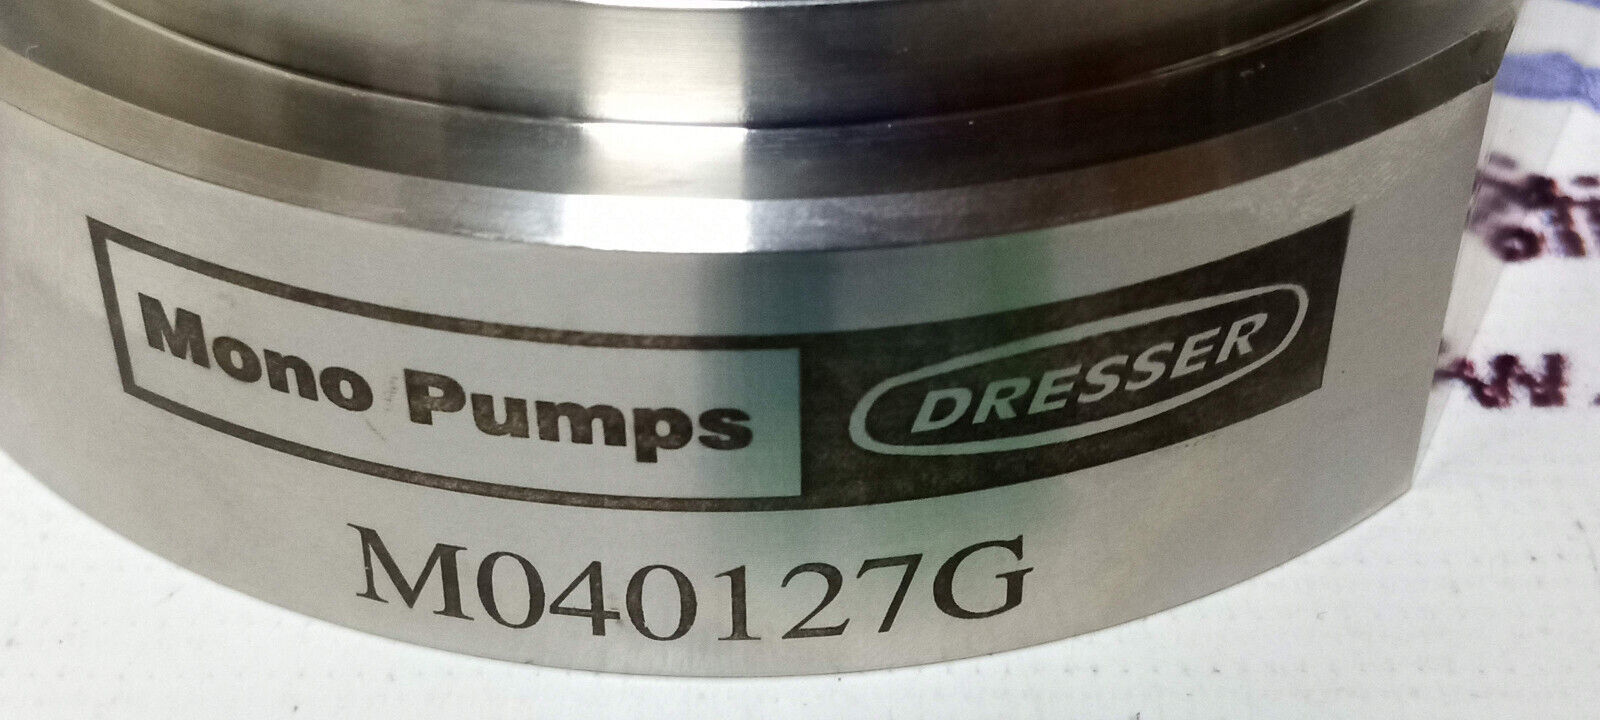 Mono Pumps DRESSER
M040127G